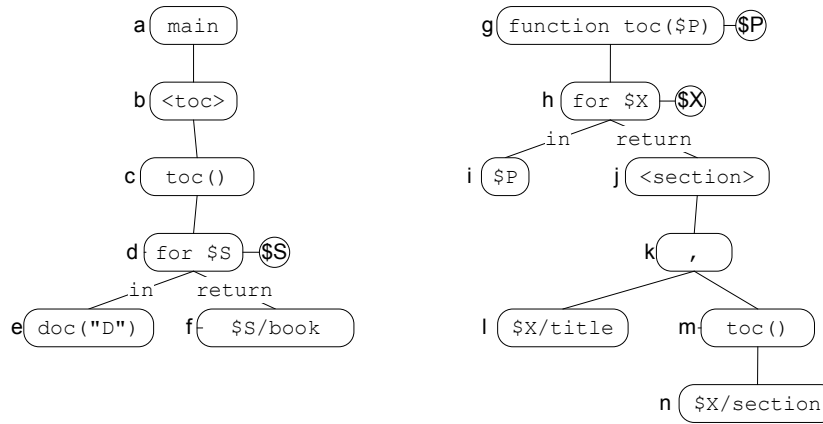 a main
b <toc>
c toc()
d for $S $S
in return
e doc("D")
f $S/book
g function toc($P) $P
h for $X $X
in return
i $P
j <section>
k ,
l $X/title
m toc()
n $X/section